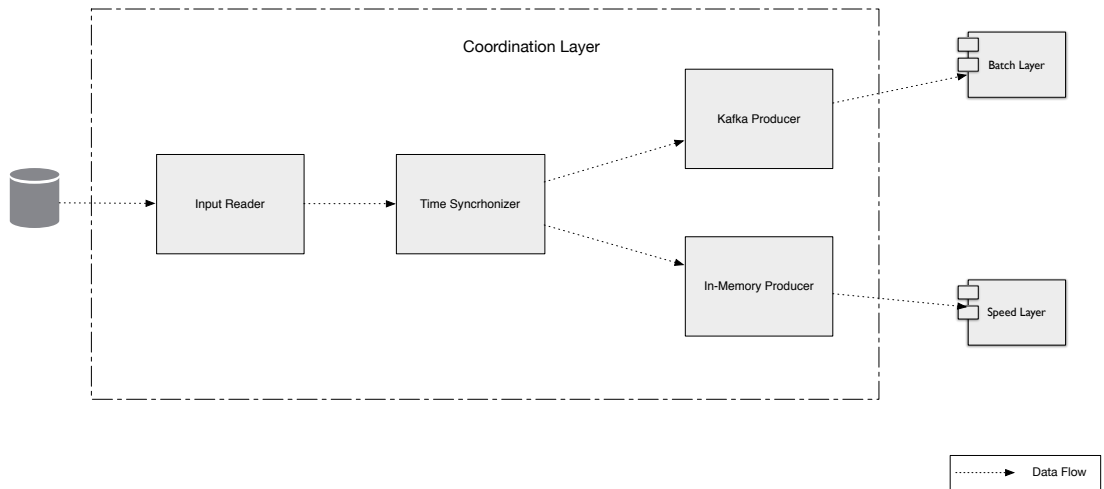 Coordination Layer
Batch Layer
Kafka Producer
Input Reader
Time Syncrhonizer
In-Memory Producer
Speed Layer
Data Flow